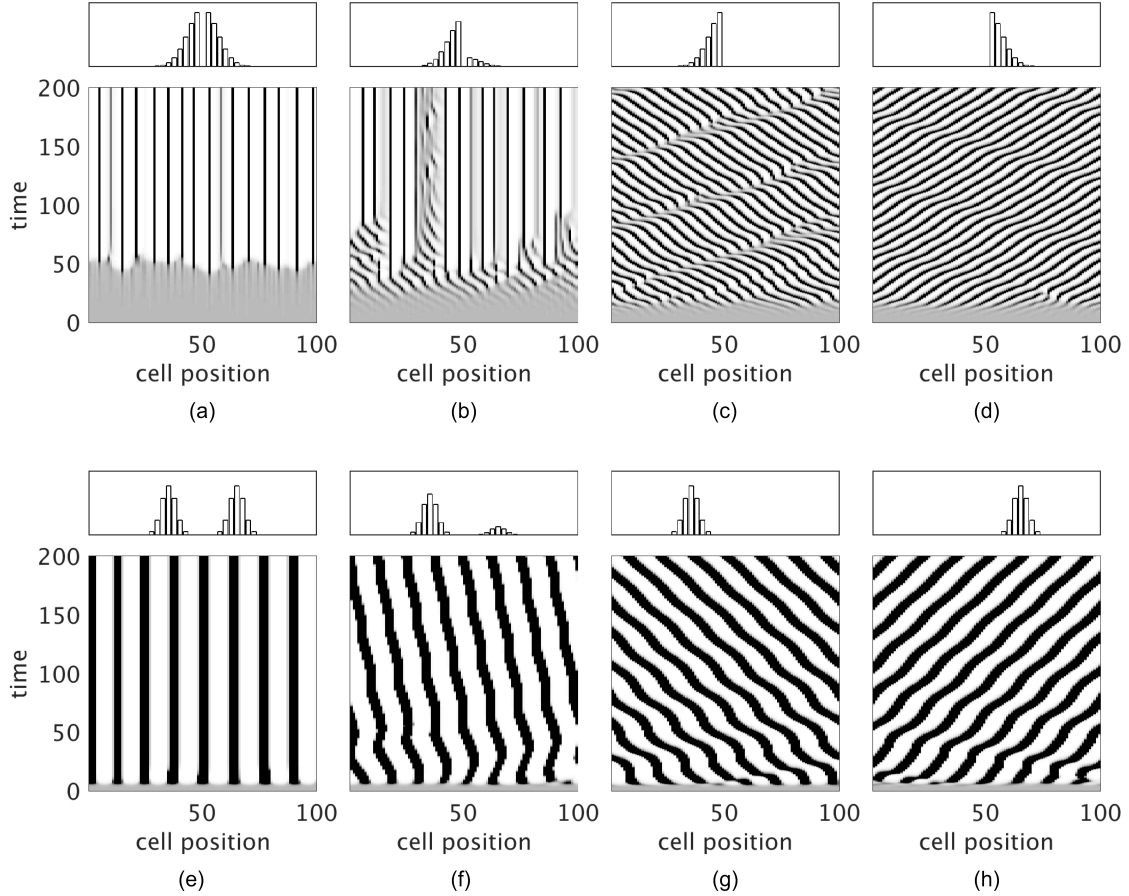 200
150
100
50
0
time
50 100 50 100 50 100 50 100
cell position cell position cell position cell position
(a) (b) (c) (d)
200
150
100
50
0
time
50 100 50 100 50 100 50 100
cell position cell position cell position cell position
(e) (f) (g) (h)